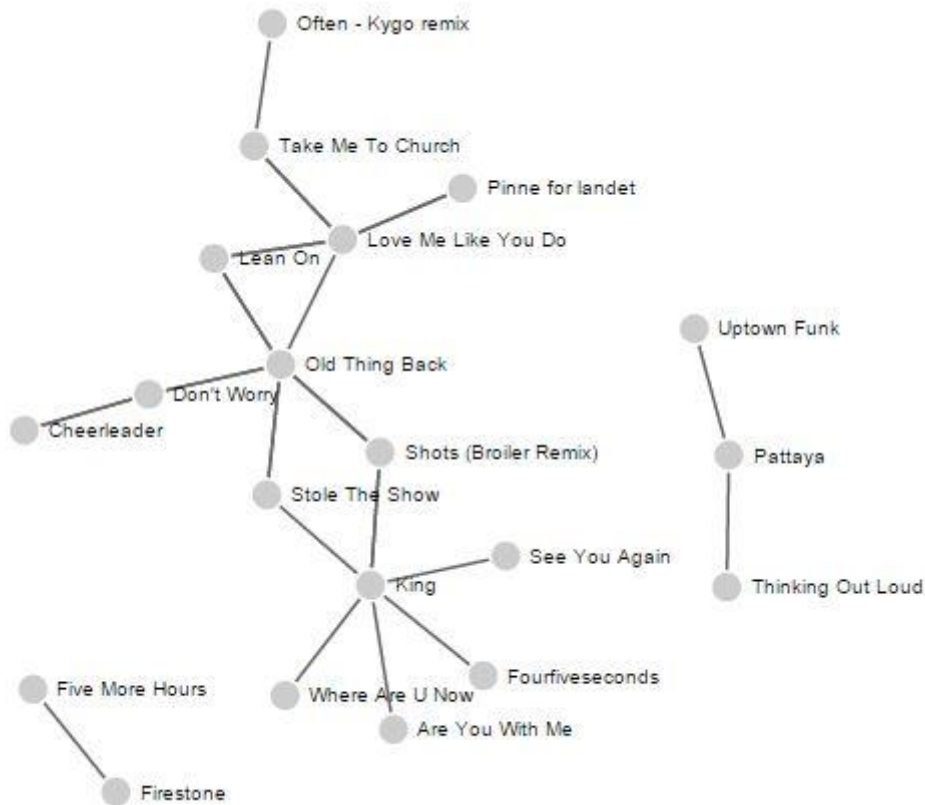 Often - Kygo remix
Take Me To Church
Pinne for landet
Love Me Like You Do
Lean On
Uptown Funk
Old Thing Back
Don't Worry
Cheerleader
Shots (Broiler Remix)
Pattaya
Stole The Show
See You Again
King
Thinking Out Loud
Fourfiveseconds
Five More Hours
Where Are U Now
Are You With Me
Firestone